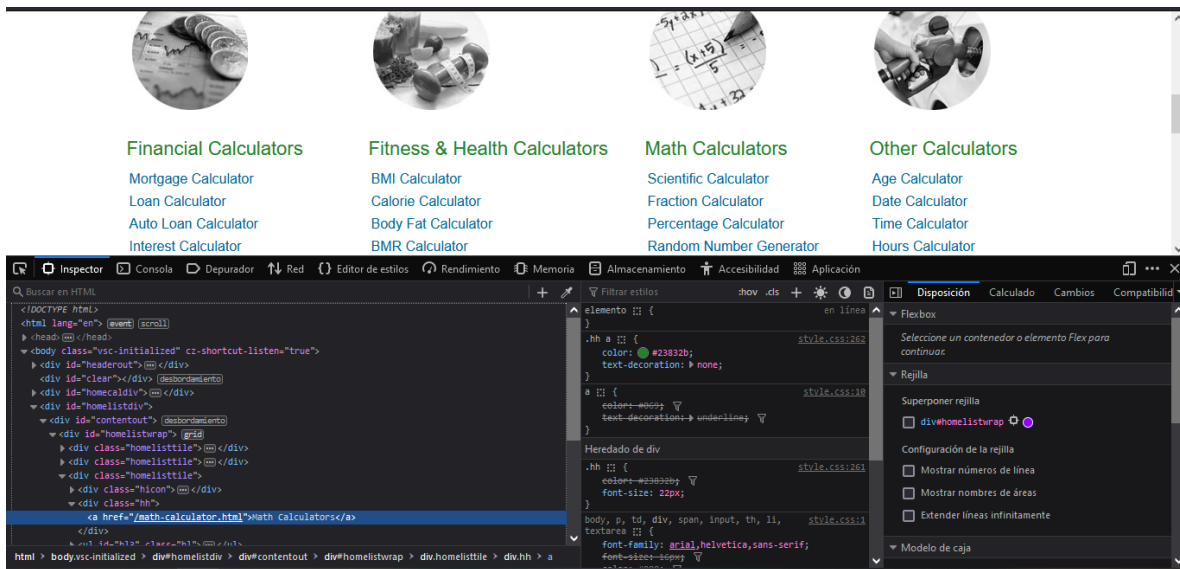 -5y+2x)
(x+5)
5
Financial Calculators
Fitness & Health Calculators
Math Calculators
Other Calculators
Mortgage Calculator
BMI Calculator
Scientific Calculator
Age Calculator
Loan Calculator
Calorie Calculator
Fraction Calculator
Date Calculator
Auto Loan Calculator
Body Fat Calculator
Percentage Calculator
Time Calculator
Interest Calculator
BMR Calculator
Random Number Generator
Hours Calculator
Inspector
Consola
Depurador
Red
Editor de estilos
Rendimiento
Memoria
Almacenamiento
Accesibilidad
Aplicación
Buscar en HTML
<!DOCTYPE html>
<html lang="en"> event scroll
<head> </head>
<body class="vsc-initialized" cz-shortcut-listen="true">
<div id="headerout"> </div>
<div id="clear"></div> desbordamiento
<div id="homecaldiv"> </div>
<div id="homelistdiv">
<div id="contentout"> desbordamiento
<div id="homelistwrap"> grid
<div class="homelisttile"> </div>
<div class="homelisttile"> </div>
<div class="homelisttile">
<div class="hicon"> </div>
<div class="hh">
<a href="/math-calculator.html">Math Calculators</a>
</div>
<ul id="hl3" class="hl"> </ul>
html > body.vsc-initialized > div#homelistdiv > div#contentout > div#homelistwrap > div.homelisttile > div.hh > a
Filtrar estilos
:hov .cls
elemento { en línea
}
.hh a { style.css:262
color: #23832b;
text-decoration: none;
}
a { style.css:10
color: #069;
text-decoration: underline;
}
Heredado de div
.hh { style.css:261
color: #23832b;
font-size: 22px;
}
body, p, td, div, span, input, th, li, style.css:1
textarea {
font-family: arial,helvetica,sans-serif;
font-size: 16px;
Disposición
Calculado
Cambios
Compatibilid
Flexbox
Seleccione un contenedor o elemento Flex para
continuar.
Rejilla
Superponer rejilla
div#homelistwrap
Configuración de la rejilla
Mostrar números de línea
Mostrar nombres de áreas
Extender líneas infinitamente
Modelo de caja